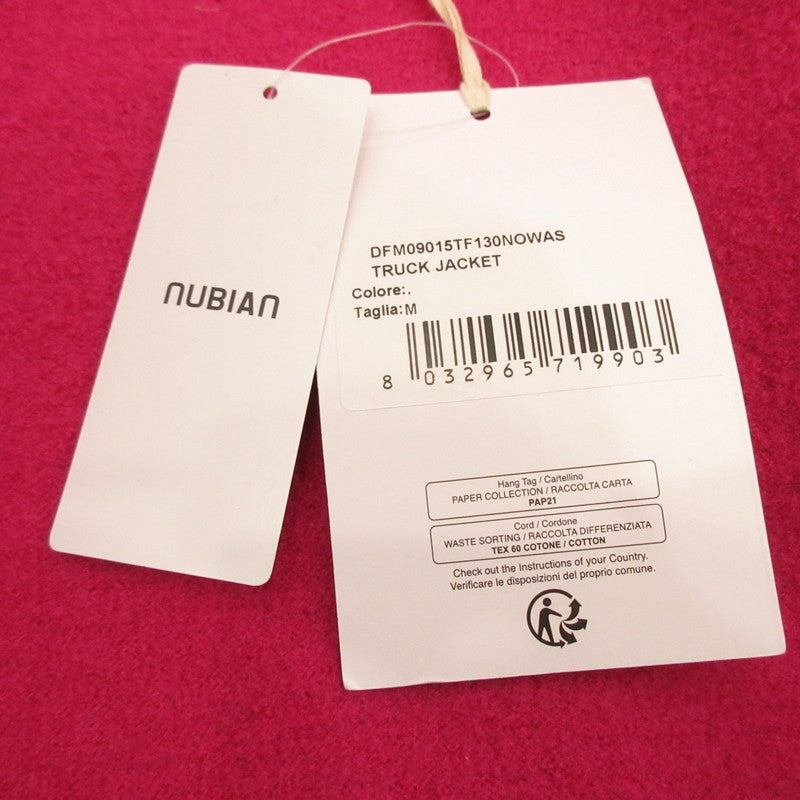 NUBIAN
DFM09015TF130NOWAS
TRUCK JACKET
Colore:.
Taglia:M
8 032965 719903
Hang Tag / Cartellino
PAPER COLLECTION / RACCOLTA CARTA
PAP21
Cord / Cordone
WASTE SORTING / RACCOLTA DIFFERENZIATA
TEX 60 COTONE / COTTON
Check out the Instructions of your Country.
Verificare le disposizioni del proprio comune.